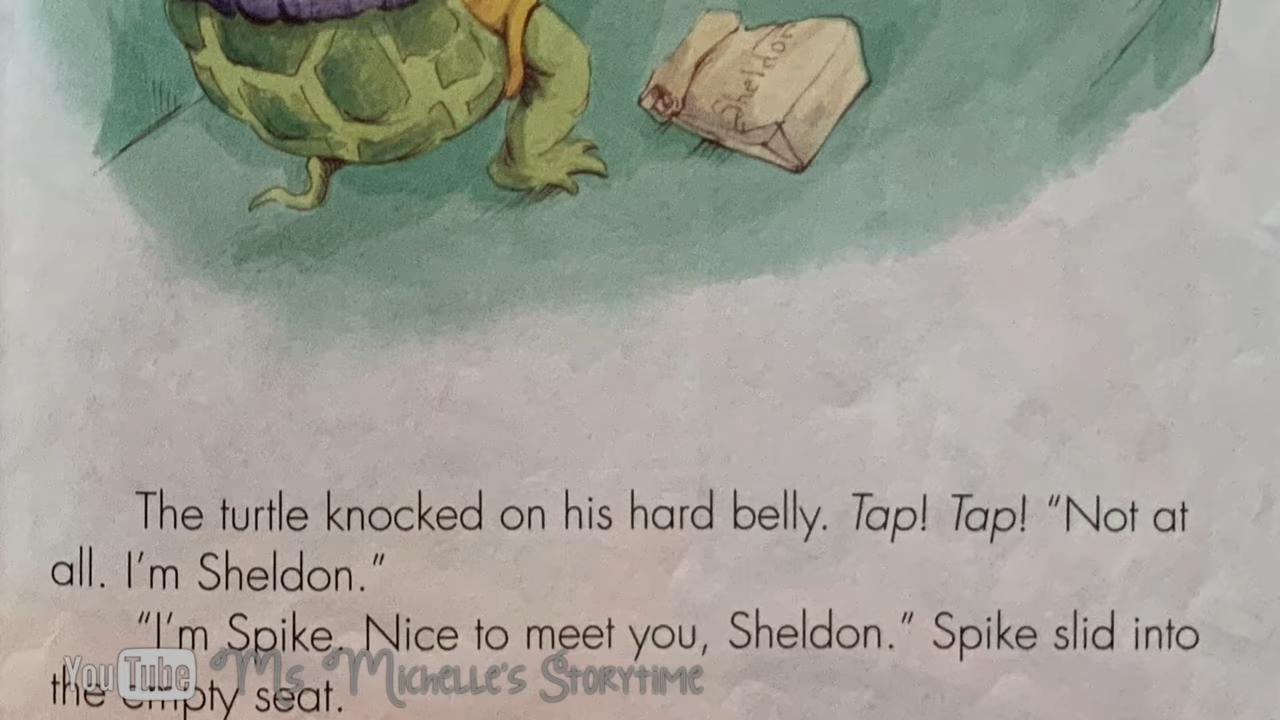 Sheldon
The turtle knocked on his hard belly. Tap! Tap! “Not at
all. I’m Sheldon.”
“I’m Spike. Nice to meet you, Sheldon.” Spike slid into
the empty seat.
YouTube Ms. Michelle's Storytime